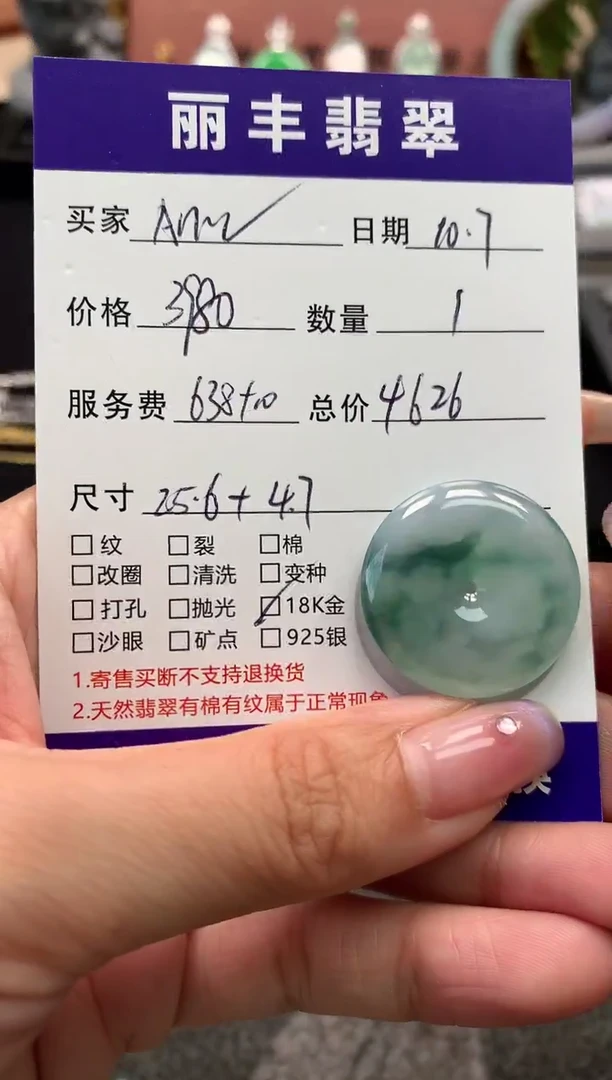 丽丰翡翠
买家 Ann 日期 10.7
价格 3980 数量 1
服务费 638+10 总价 4626
尺寸 25.6+4.7
纹 裂 棉
改圈 清洗 变种
打孔 抛光 18K金
沙眼 矿点 925银
1.寄售买断不支持退换货
2.天然翡翠有棉有纹属于正常现象